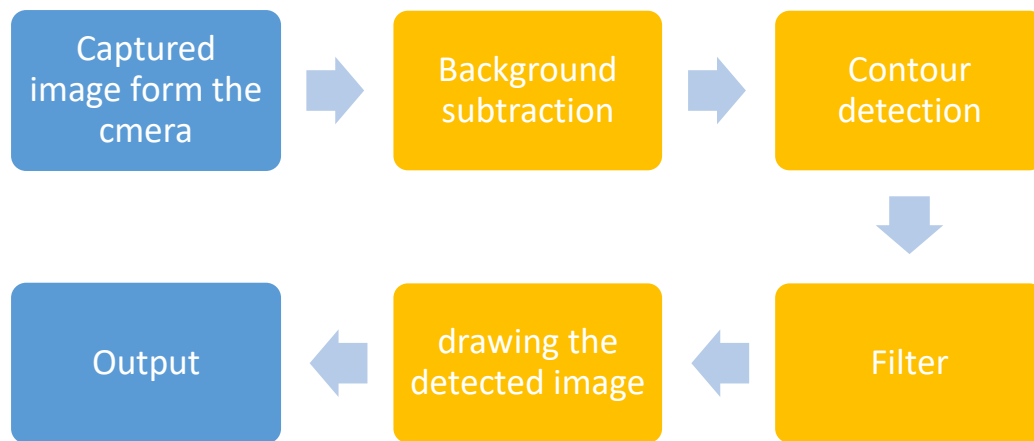 Captured
image form the
cmera
Background
subtraction
Contour
detection
Filter
drawing the
detected image
Output